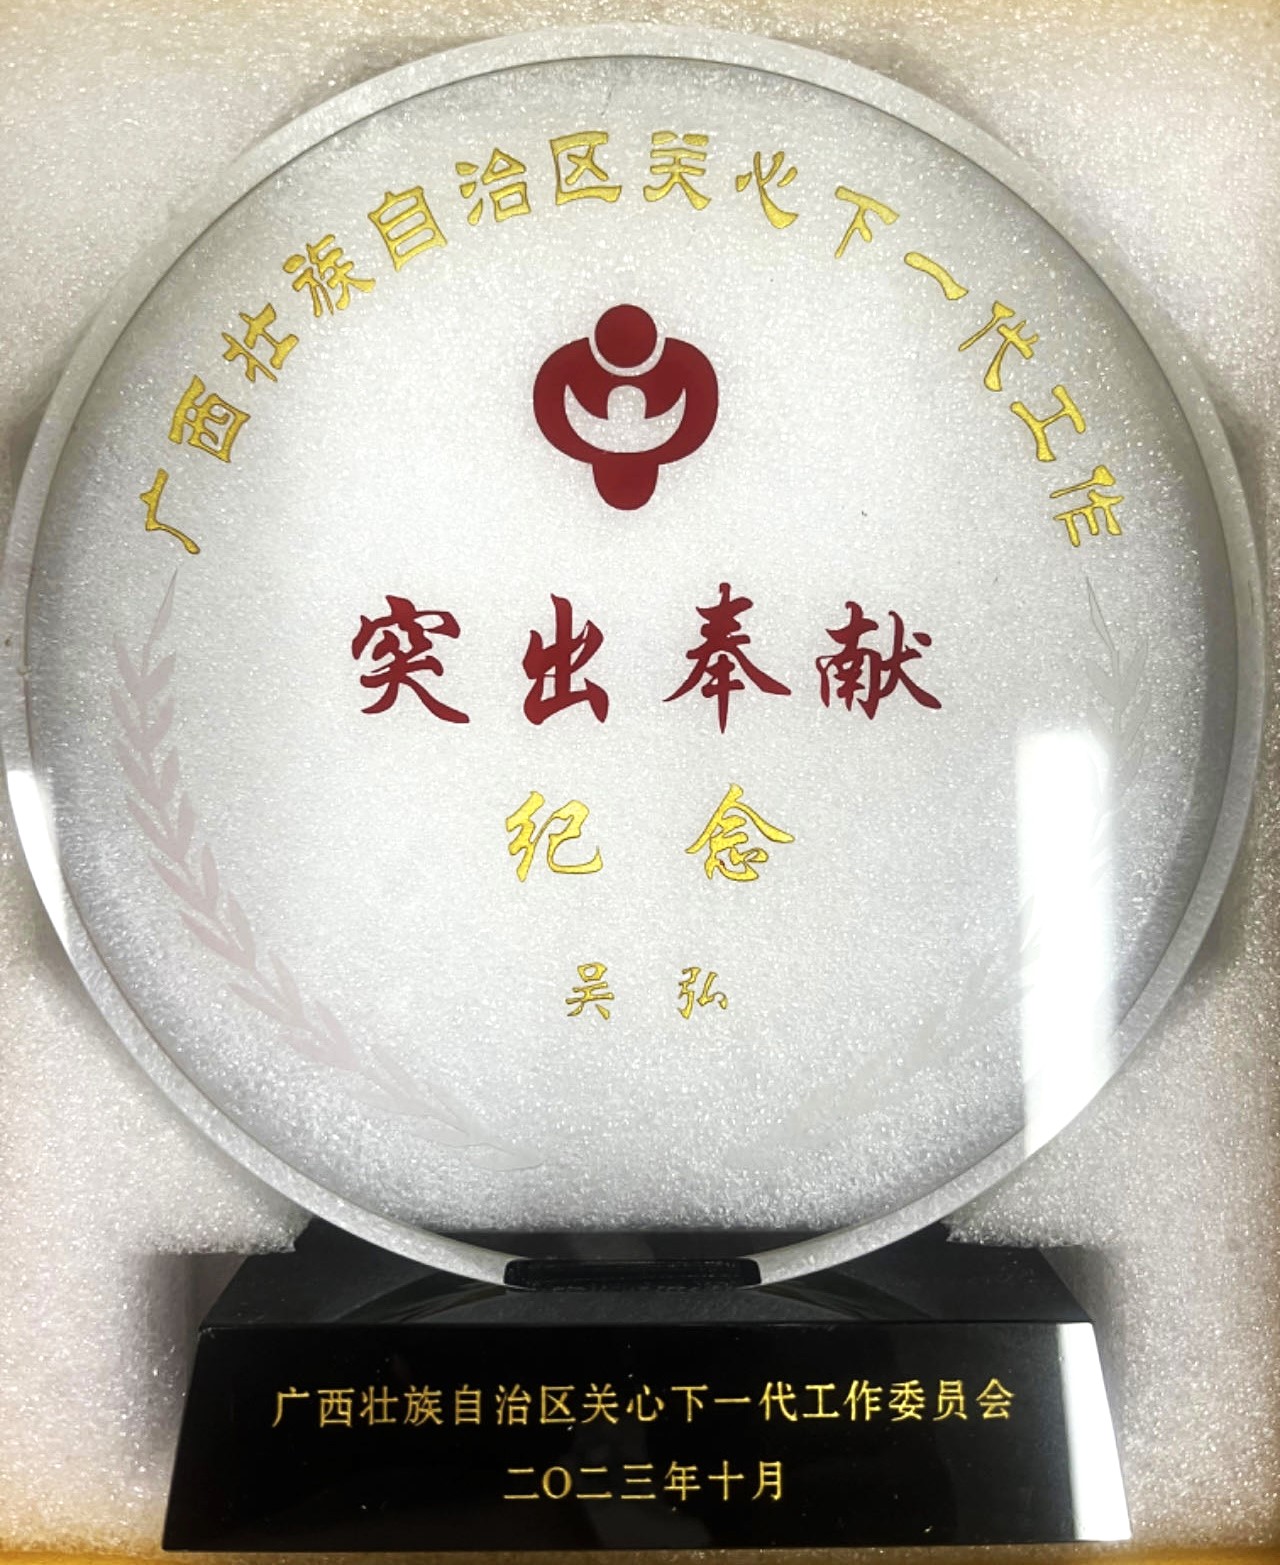 广西壮族自治区关心下一代工作
突出奉献
纪念
吴弘
广西壮族自治区关心下一代工作委员会
二〇二三年十月